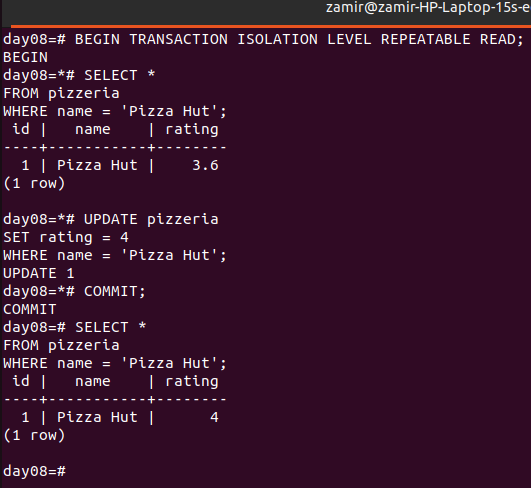 zamir@zamir-HP-Laptop-15s-e
day08=# BEGIN TRANSACTION ISOLATION LEVEL REPEATABLE READ;
BEGIN
day08=*# SELECT *
FROM pizzeria
WHERE name = 'Pizza Hut';
 id |   name    | rating
----+-----------+--------
  1 | Pizza Hut |    3.6
(1 row)

day08=*# UPDATE pizzeria
SET rating = 4
WHERE name = 'Pizza Hut';
UPDATE 1
day08=*# COMMIT;
COMMIT
day08=# SELECT *
FROM pizzeria
WHERE name = 'Pizza Hut';
 id |   name    | rating
----+-----------+--------
  1 | Pizza Hut |      4
(1 row)

day08=#